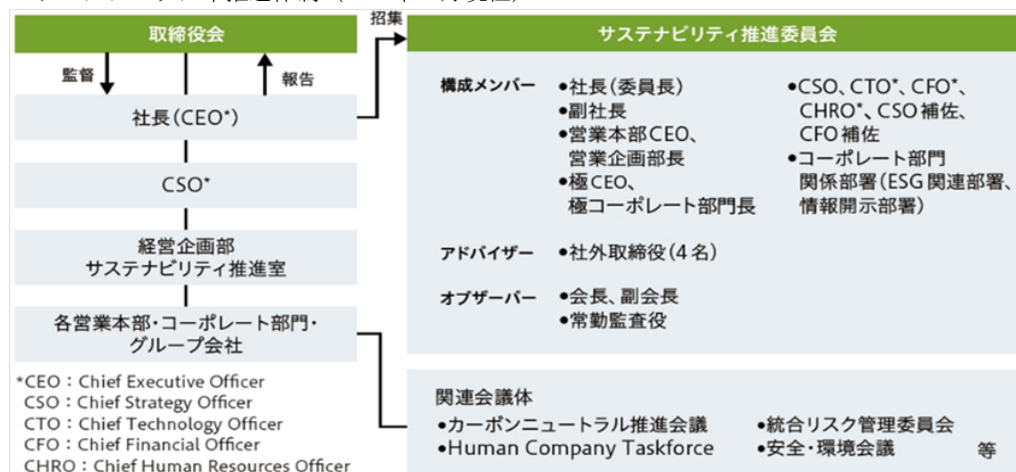 取締役会
監督
報告
社長(CEO*)
CSO*
経営企画部
サステナビリティ推進室
各営業本部・コーポレート部門・
グループ会社
*CEO：Chief Executive Officer
CSO：Chief Strategy Officer
CTO：Chief Technology Officer
CFO：Chief Financial Officer
CHRO：Chief Human Resources Officer
招集
サステナビリティ推進委員会
構成メンバー
●社長(委員長)
●副社長
●営業本部CEO、
営業企画部長
●極CEO、
極コーポレート部門長
●CSO、CTO*、CFO*、
CHRO*、CSO補佐、
CFO補佐
●コーポレート部門
関係部署(ESG関連部署、
情報開示部署)
アドバイザー ●社外取締役(4名)
オブザーバー ●会長、副会長
●常勤監査役
関連会議体
●カーボンニュートラル推進会議 ●統合リスク管理委員会
●Human Company Taskforce ●安全・環境会議 等